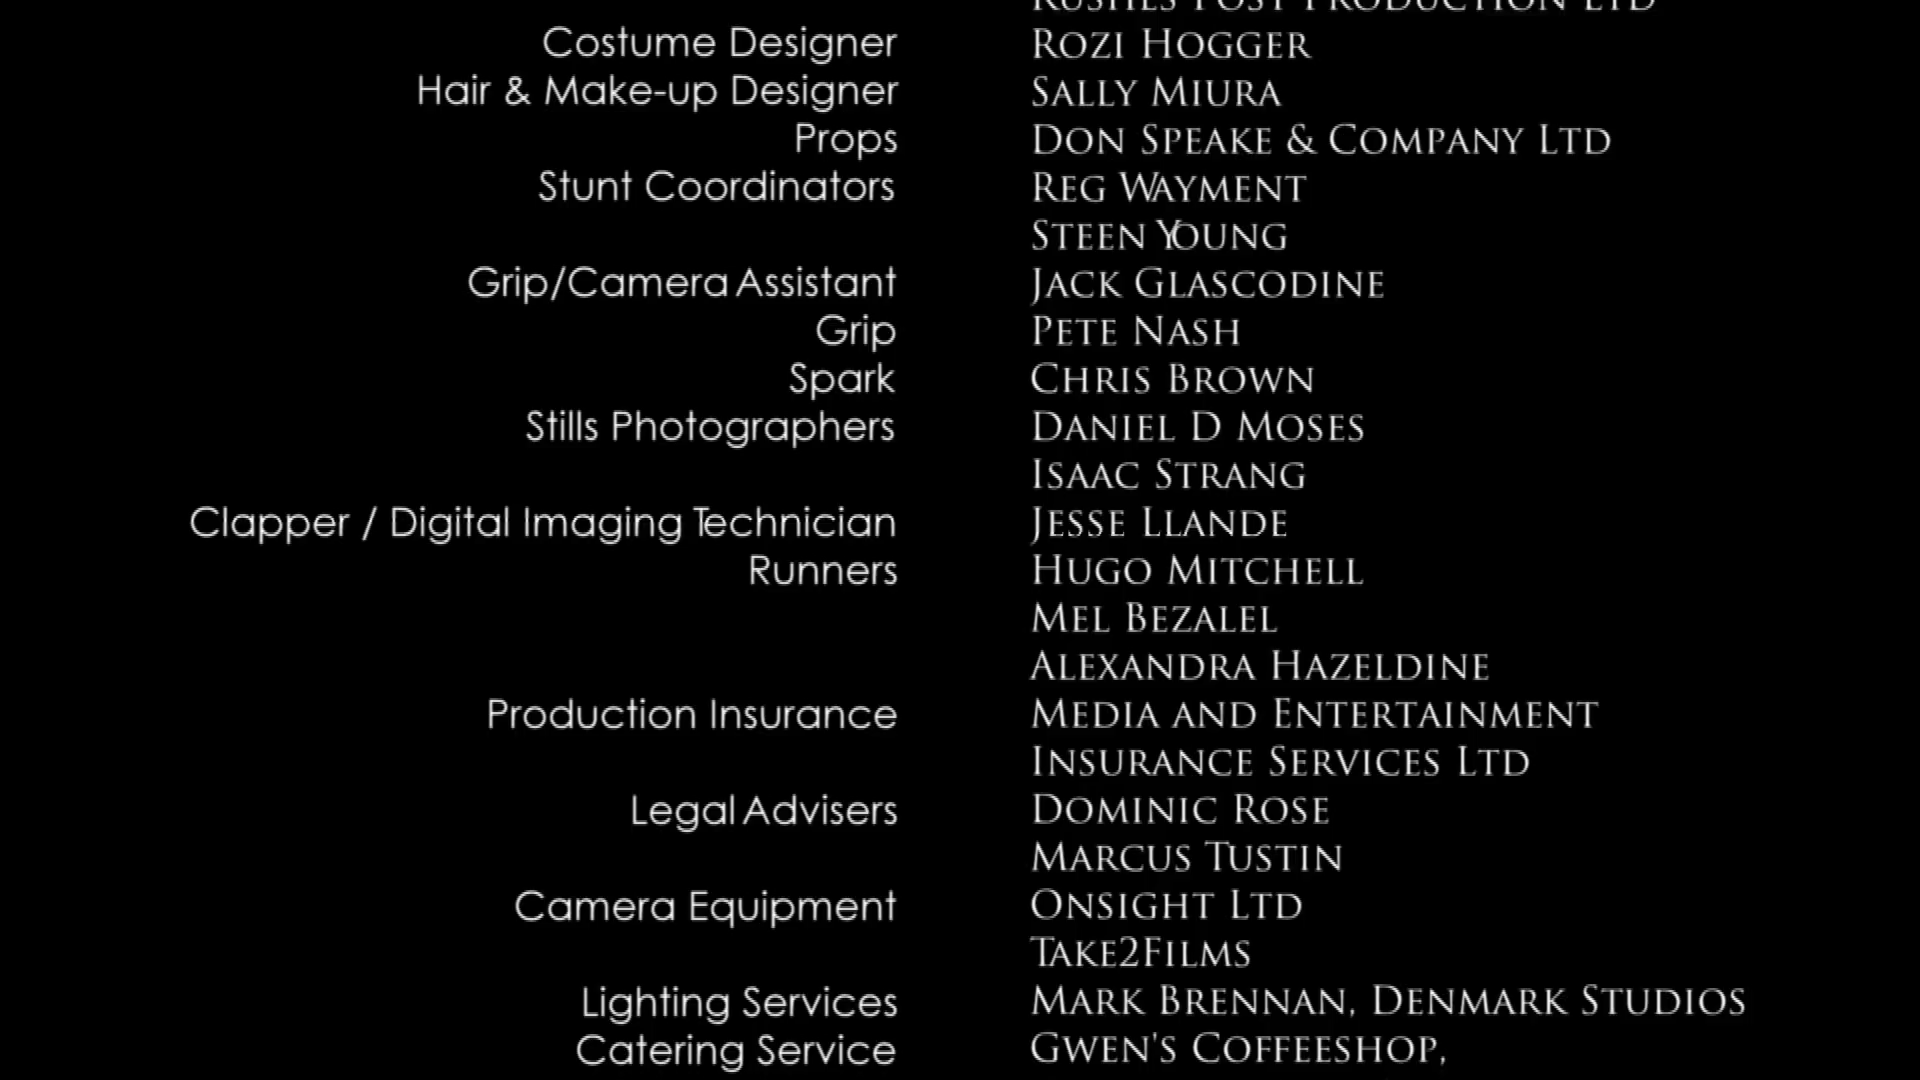 Rushes Post Production Ltd
Costume Designer Rozi Hogger
Hair & Make-up Designer Sally Miura
Props Don Speake & Company Ltd
Stunt Coordinators Reg Wayment
Steen Young
Grip/Camera Assistant Jack Glascodine
Grip Pete Nash
Spark Chris Brown
Stills Photographers Daniel D Moses
Isaac Strang
Clapper / Digital Imaging Technician Jesse Llande
Runners Hugo Mitchell
Mel Bezalel
Alexandra Hazeldine
Production Insurance Media and Entertainment
Insurance Services Ltd
Legal Advisers Dominic Rose
Marcus Tustin
Camera Equipment Onsight Ltd
Take2Films
Lighting Services Mark Brennan, Denmark Studios
Catering Service Gwen's Coffeeshop,